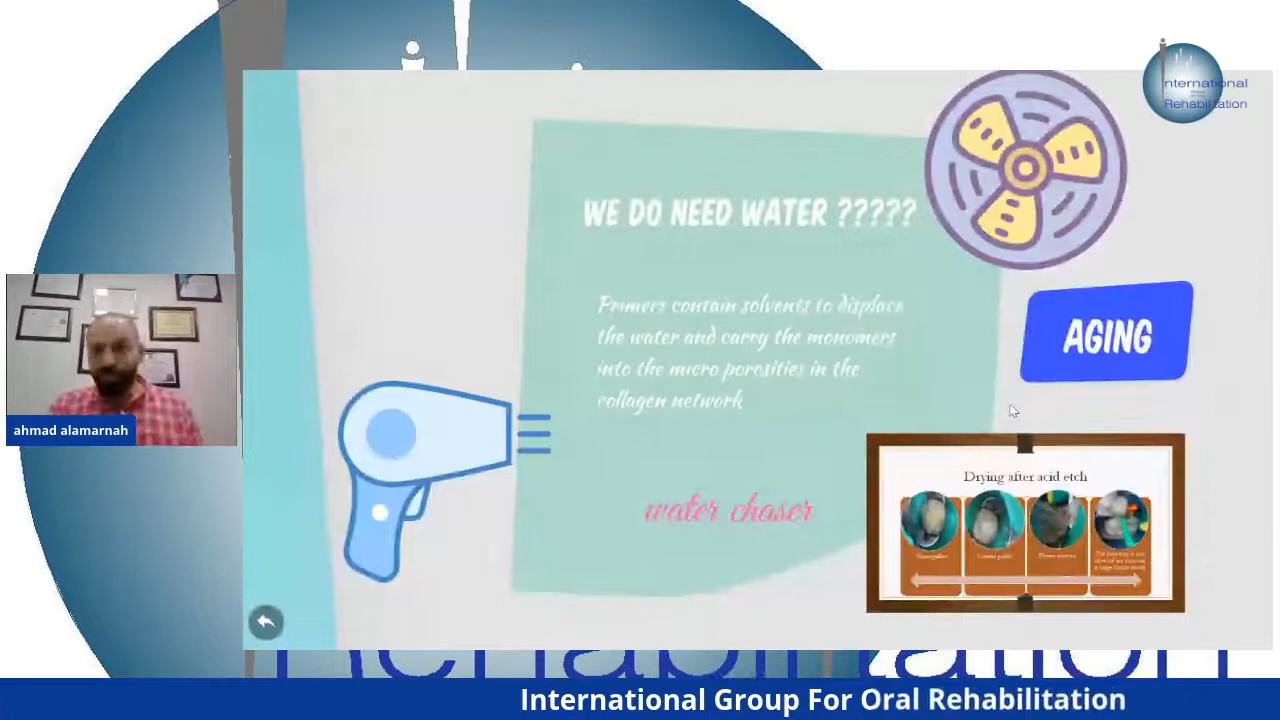 International
Rehabilitation
WE DO NEED WATER ?????
Primers contain solvents to displace
the water and carry the monomers
into the micro porosities in the
collagen network
water chaser
AGING
Drying after acid etch
ahmad alamarnah
Rehabilitation
International Group For Oral Rehabilitation